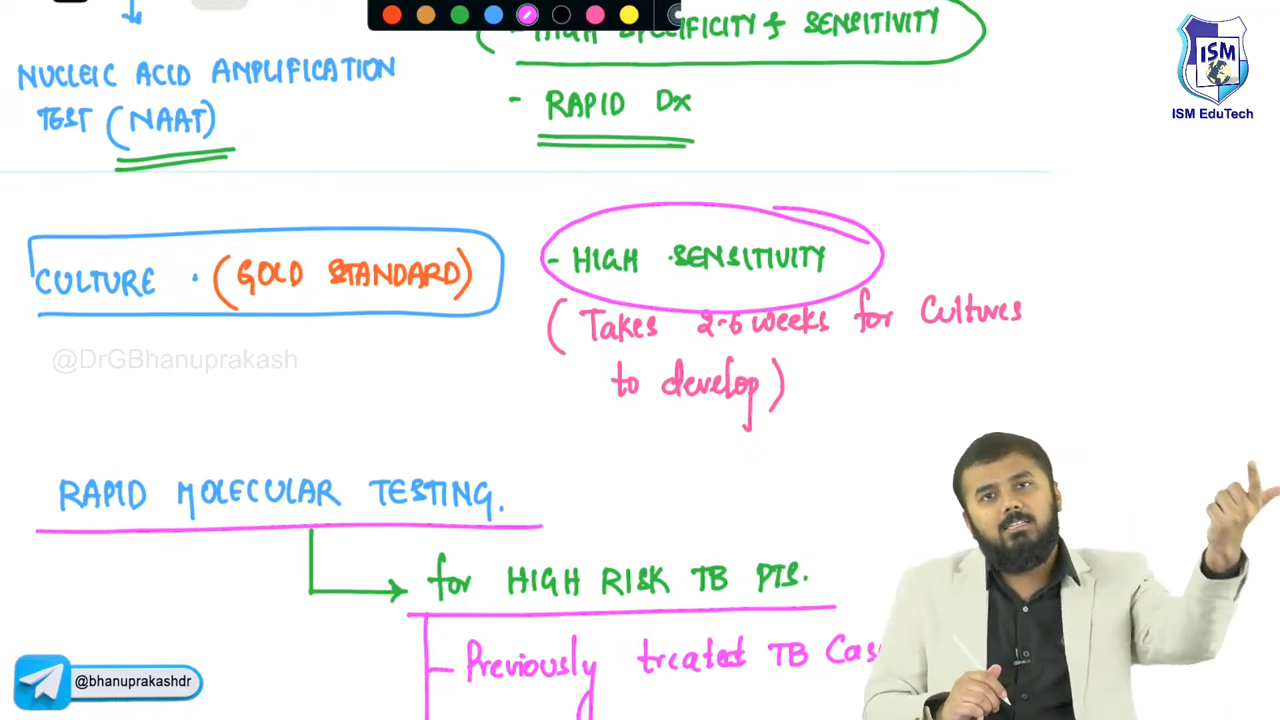 - HIGH SPECIFICITY & SENSITIVITY
NUCLEIC ACID AMPLIFICATION
TEST (NAAT)
- RAPID Dx
ISM
ISM EduTech
CULTURE . (GOLD STANDARD)
- HIGH SENSITIVITY
(Takes 2-6 weeks for Cultures
to develop)
@DrGBhanuprakash
RAPID MOLECULAR TESTING.
for HIGH RISK TB PTS.
- Previously treated TB Cas
@bhanuprakashdr